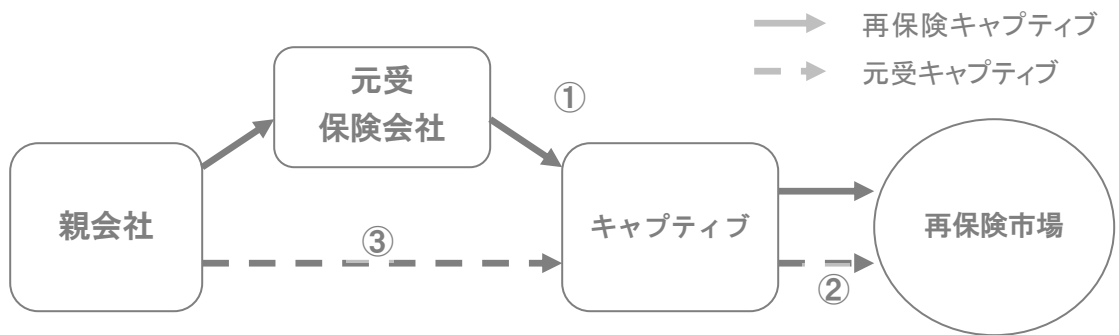 再保険キャプティブ
元受キャプティブ
元受
保険会社
①
親会社
③
キャプティブ
②
再保険市場